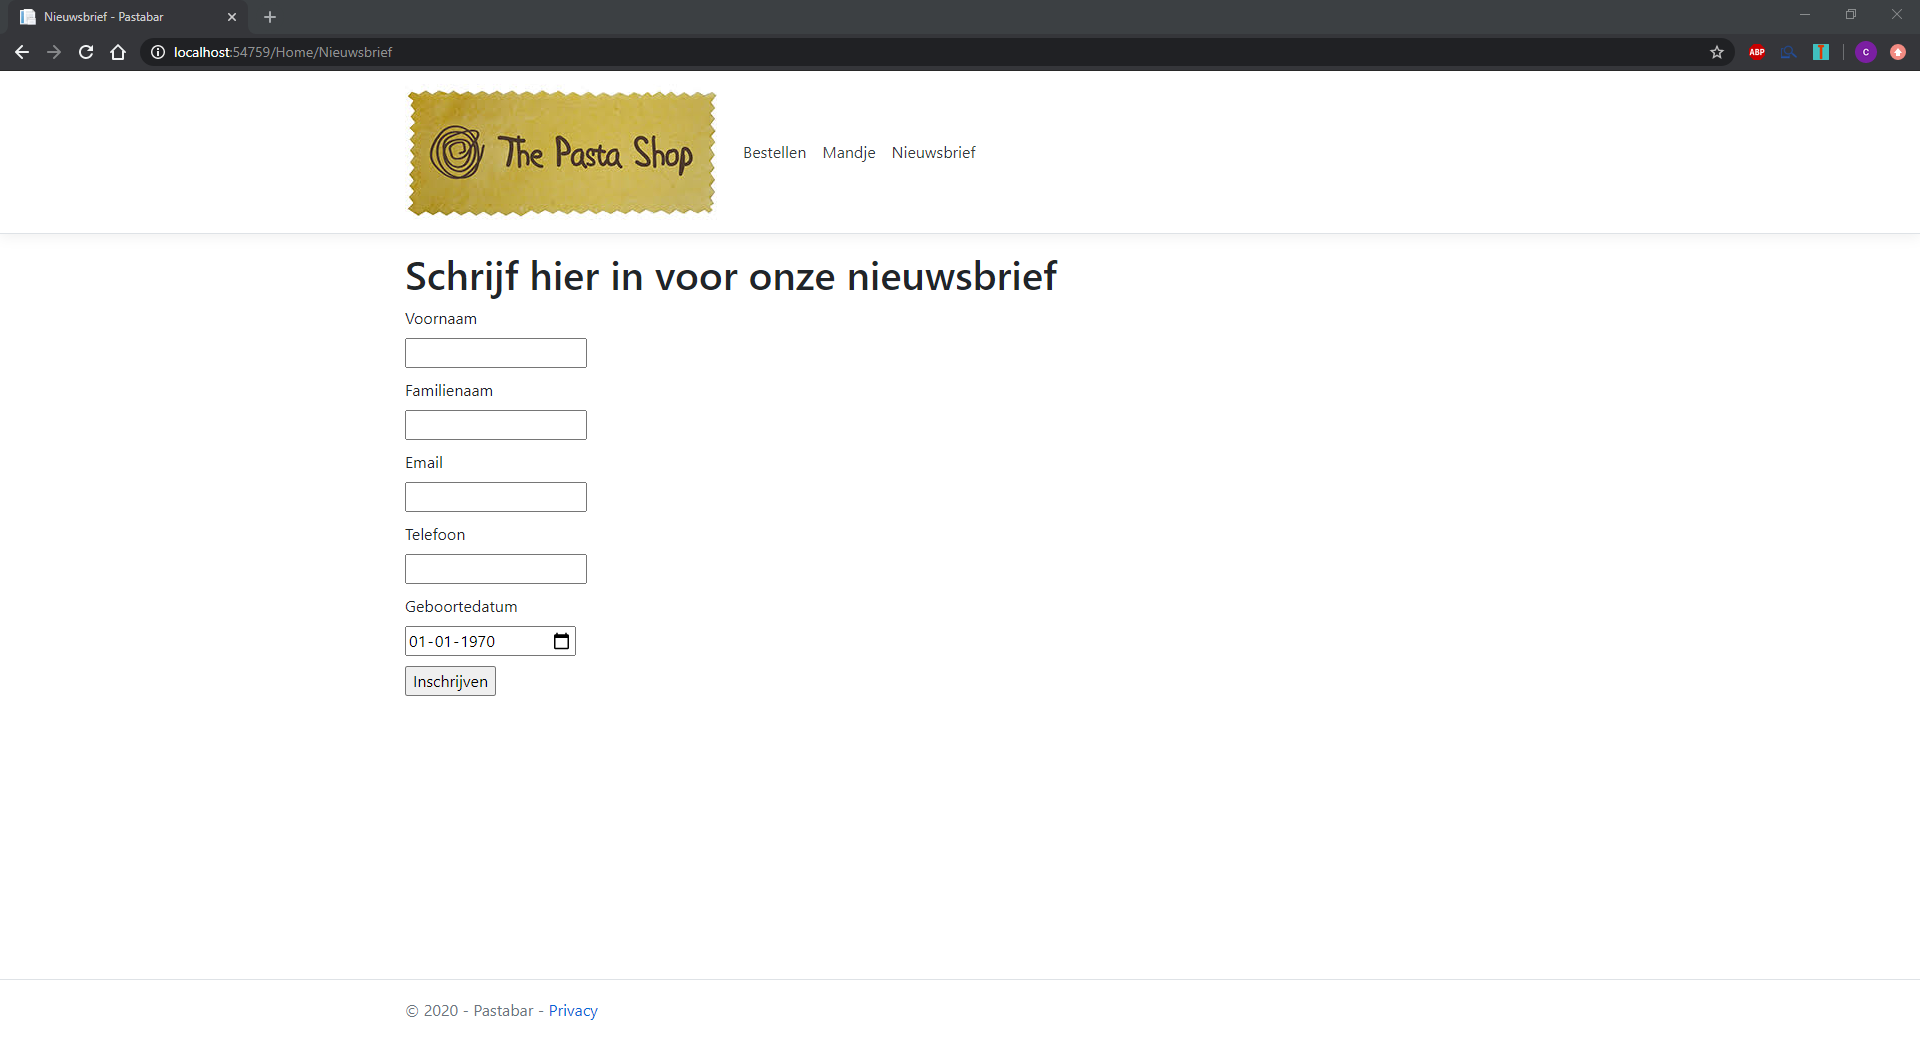 Nieuwsbrief - Pastabar
localhost:54759/Home/Nieuwsbrief
ABP
C
The Pasta Shop
Bestellen Mandje Nieuwsbrief
Schrijf hier in voor onze nieuwsbrief
Voornaam
Familienaam
Email
Telefoon
Geboortedatum
01-01-1970
Inschrijven
© 2020 - Pastabar - Privacy